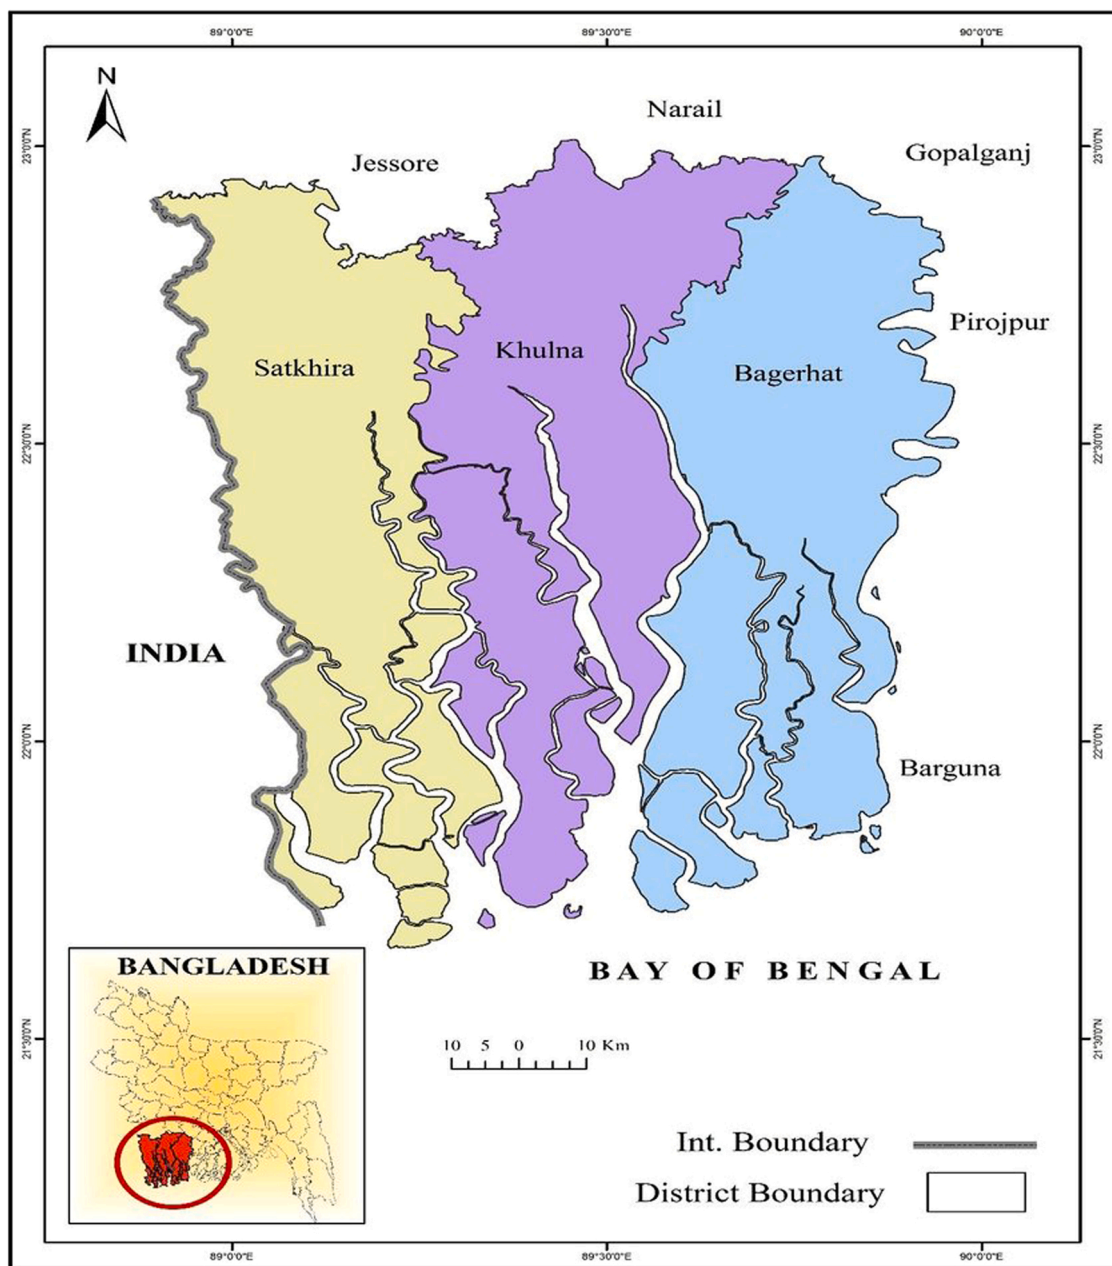 89°0'0"E 89°30'0"E 90°0'0"E
N
Narail
Jessore
Gopalganj
23°0'0"N
23°0'0"N
Pirojpur
Khulna
Satkhira
Bagerhat
22°30'0"N
22°30'0"N
INDIA
22°0'0"N
22°0'0"N
Barguna
BANGLADESH
BAY OF BENGAL
21°30'0"N
21°30'0"N
10 5 0 10 Km
Int. Boundary
District Boundary
89°0'0"E 89°30'0"E 90°0'0"E